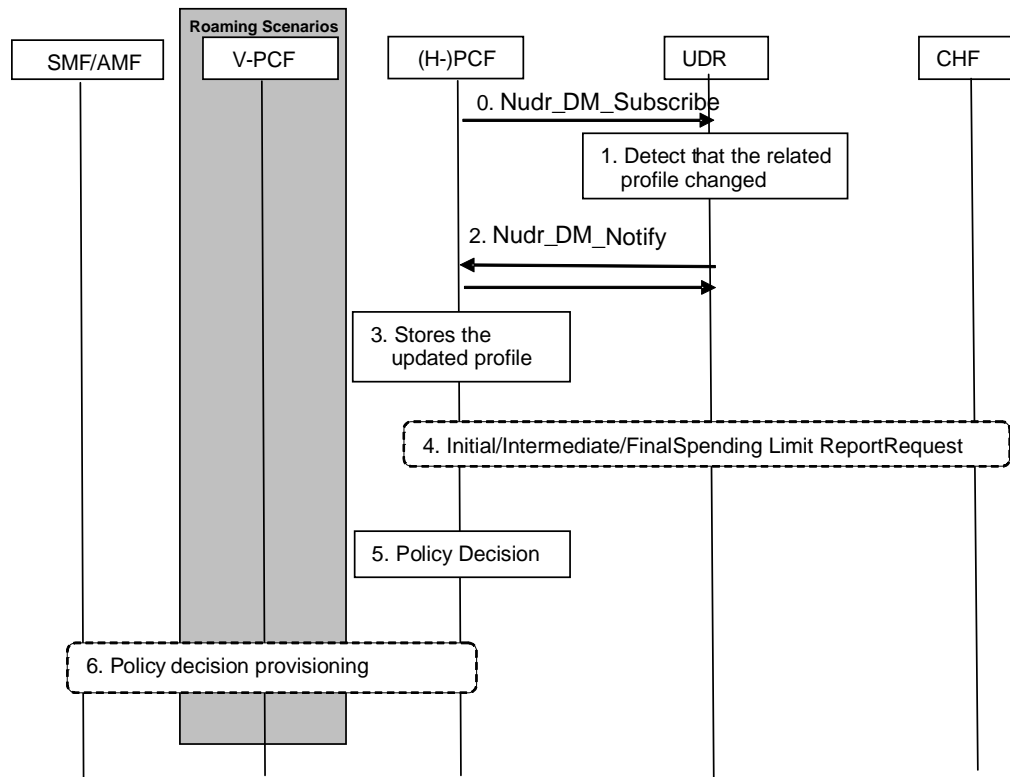 Roaming Scenarios
SMF/AMF
V-PCF
(H-)PCF
UDR
CHF
0. Nudr_DM_Subscribe
1. Detect that the related
profile changed
2. Nudr_DM_Notify
3. Stores the
updated profile
4. Initial/Intermediate/FinalSpending Limit ReportRequest
5. Policy Decision
6. Policy decision provisioning